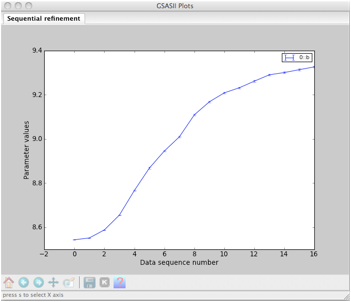 GSASII Plots
Sequential refinement
9.4
0: b
9.2
9.0
8.8
8.6
Parameter values
−2 0 2 4 6 8 10 12 14 16
Data sequence number
K
?
press s to select X axis